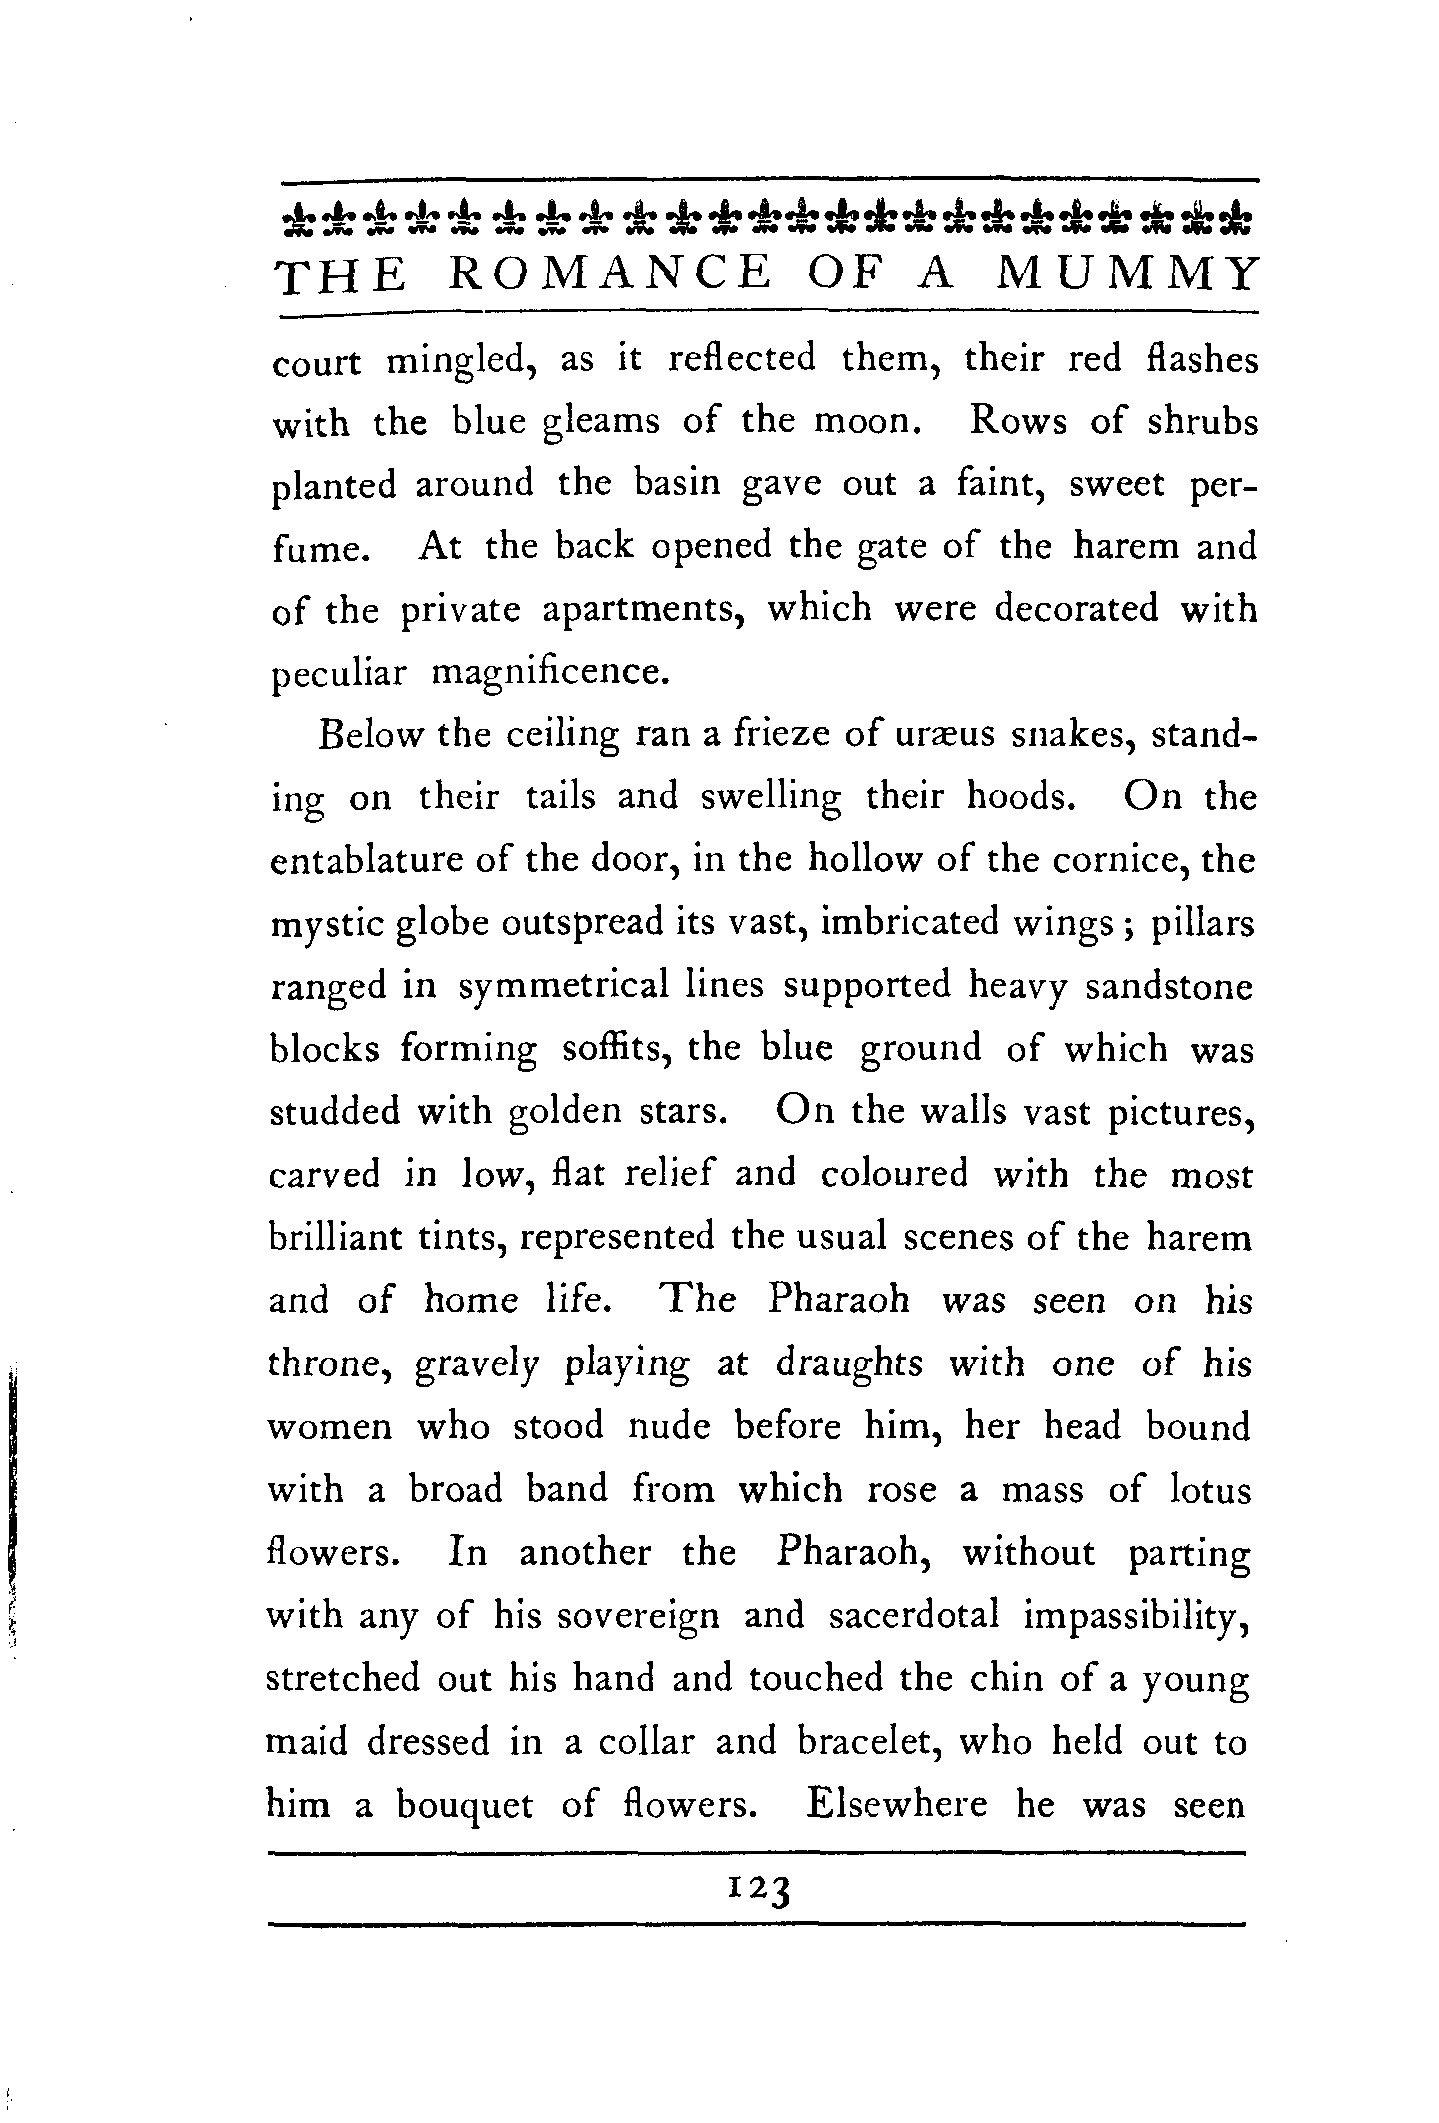 THE ROMANCE OF A MUMMY
court mingled, as it reflected them, their red flashes
with the blue gleams of the moon. Rows of shrubs
planted around the basin gave out a faint, sweet per-
fume. At the back opened the gate of the harem and
of the private apartments, which were decorated with
peculiar magnificence.
Below the ceiling ran a frieze of uræus snakes, stand-
ing on their tails and swelling their hoods. On the
entablature of the door, in the hollow of the cornice, the
mystic globe outspread its vast, imbricated wings ; pillars
ranged in symmetrical lines supported heavy sandstone
blocks forming soffits, the blue ground of which was
studded with golden stars. On the walls vast pictures,
carved in low, flat relief and coloured with the most
brilliant tints, represented the usual scenes of the harem
and of home life. The Pharaoh was seen on his
throne, gravely playing at draughts with one of his
women who stood nude before him, her head bound
with a broad band from which rose a mass of lotus
flowers. In another the Pharaoh, without parting
with any of his sovereign and sacerdotal impassibility,
stretched out his hand and touched the chin of a young
maid dressed in a collar and bracelet, who held out to
him a bouquet of flowers. Elsewhere he was seen
123